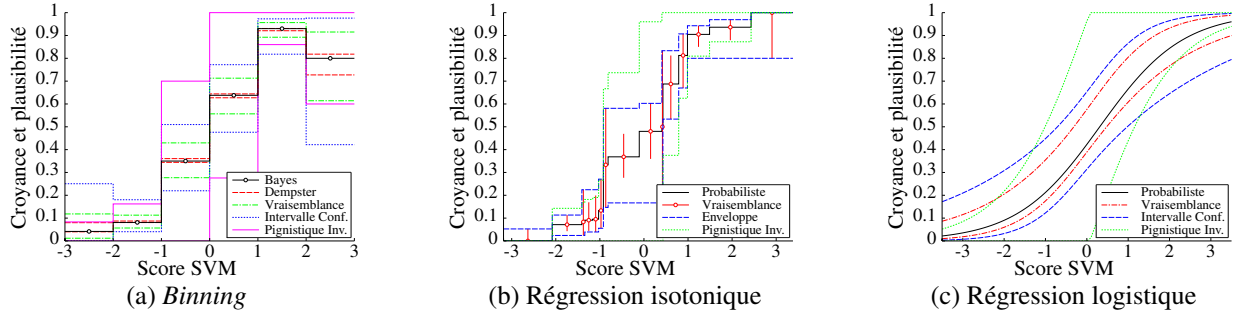 Croyance et plausibilité
1
0.9
0.8
0.7
0.6
0.5
0.4
0.3
0.2
0.1
0
-3 -2 -1 0 1 2 3
Score SVM
Bayes
Dempster
Vraisemblance
Intervalle Conf.
Pignistique Inv.
(a) Binning
Croyance et plausibilité
1
0.9
0.8
0.7
0.6
0.5
0.4
0.3
0.2
0.1
0
-3 -2 -1 0 1 2 3
Score SVM
Probabiliste
Vraisemblance
Enveloppe
Pignistique Inv.
(b) Régression isotonique
Croyance et plausibilité
1
0.9
0.8
0.7
0.6
0.5
0.4
0.3
0.2
0.1
0
-3 -2 -1 0 1 2 3
Score SVM
Probabiliste
Vraisemblance
Intervalle Conf.
Pignistique Inv.
(c) Régression logistique